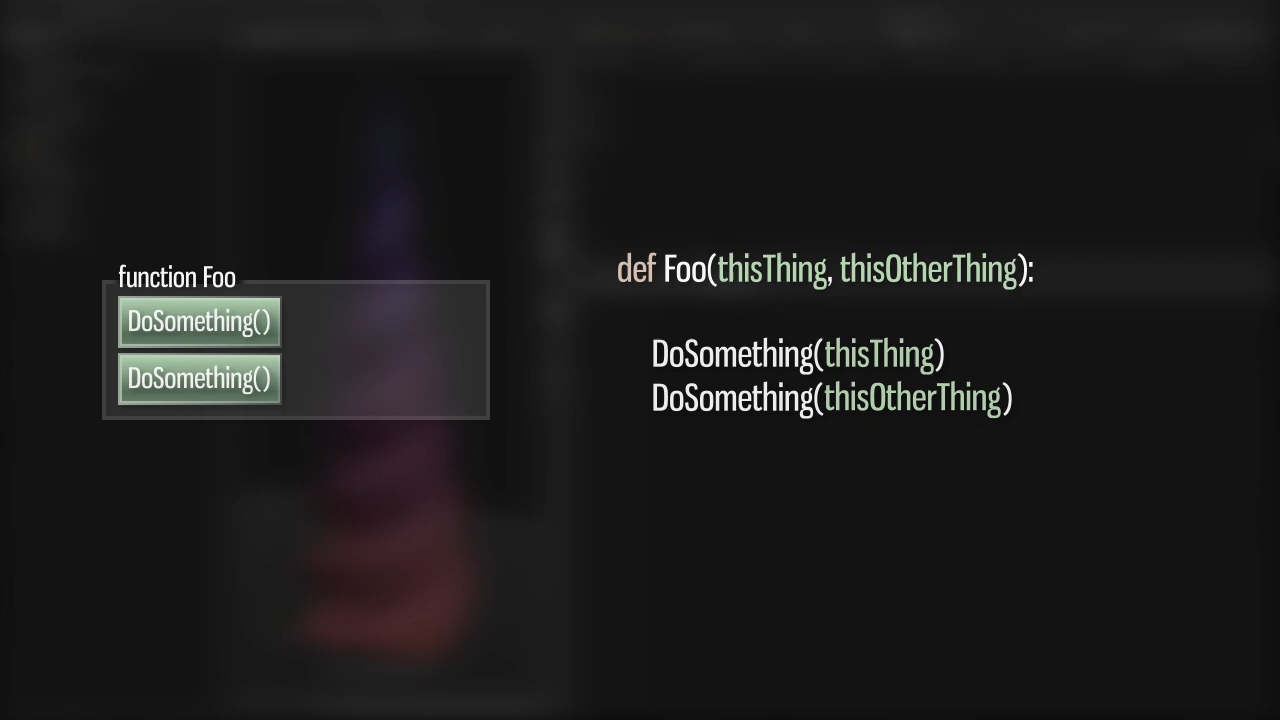 function Foo
DoSomething()
DoSomething()
def Foo(thisThing, thisOtherThing):
DoSomething(thisThing)
DoSomething(thisOtherThing)